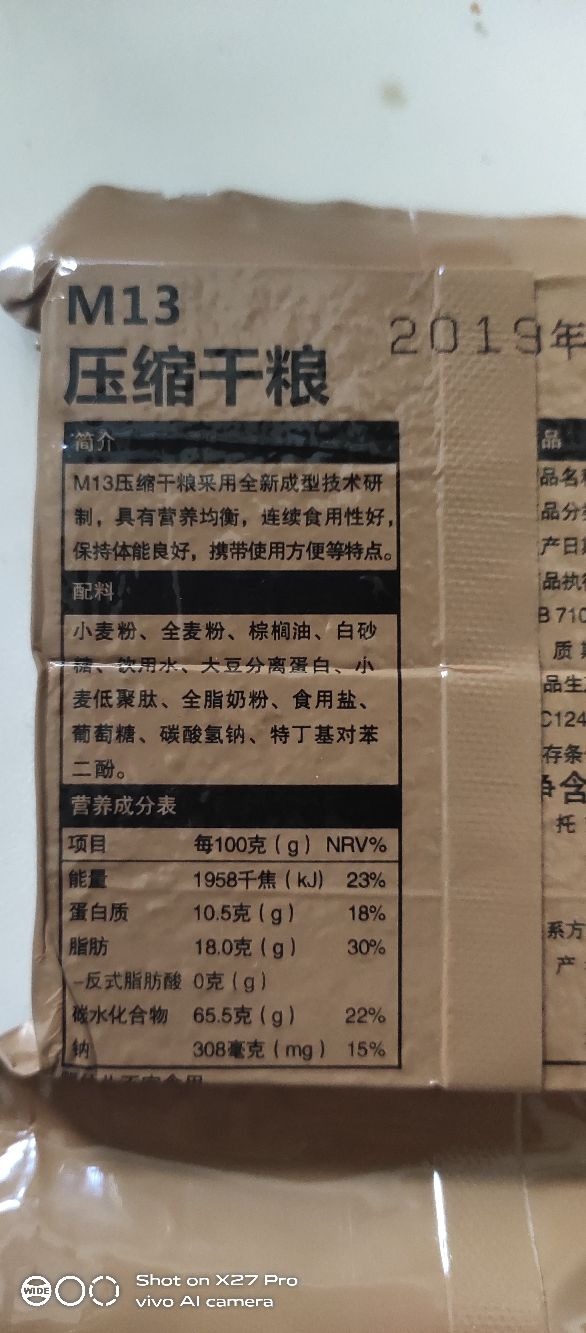 M13
压缩干粮
2019年
简介
M13压缩干粮采用全新成型技术研
制，具有营养均衡，连续食用性好，
保持体能良好，携带使用方便等特点。
配料
小麦粉、全麦粉、棕榈油、白砂
糖、饮用水、大豆分离蛋白、小
麦低聚肽、全脂奶粉、食用盐、
葡萄糖、碳酸氢钠、特丁基对苯
二酚。
营养成分表
项目 每100克（g） NRV%
能量 1958千焦（kJ） 23%
蛋白质 10.5克（g） 18%
脂肪 18.0克（g） 30%
-反式脂肪酸 0克（g）
碳水化合物 65.5克（g） 22%
钠 308毫克（mg） 15%
品
品名
品分
产日
品执
B 710
质
品生
C124
存条
争含
托
系方
产
WIDE
Shot on X27 Pro
vivo AI camera